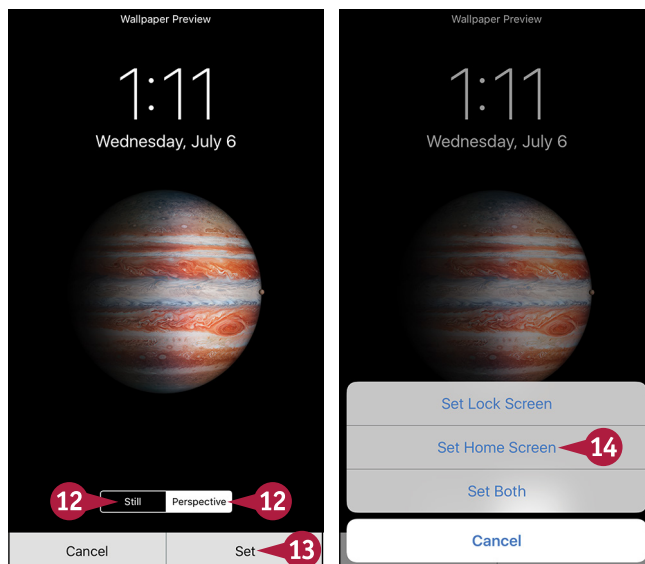 Wallpaper Preview
1:11
Wednesday, July 6
12 Still Perspective 12
Cancel Set 13
Wallpaper Preview
1:11
Wednesday, July 6
Set Lock Screen
Set Home Screen 14
Set Both
Cancel